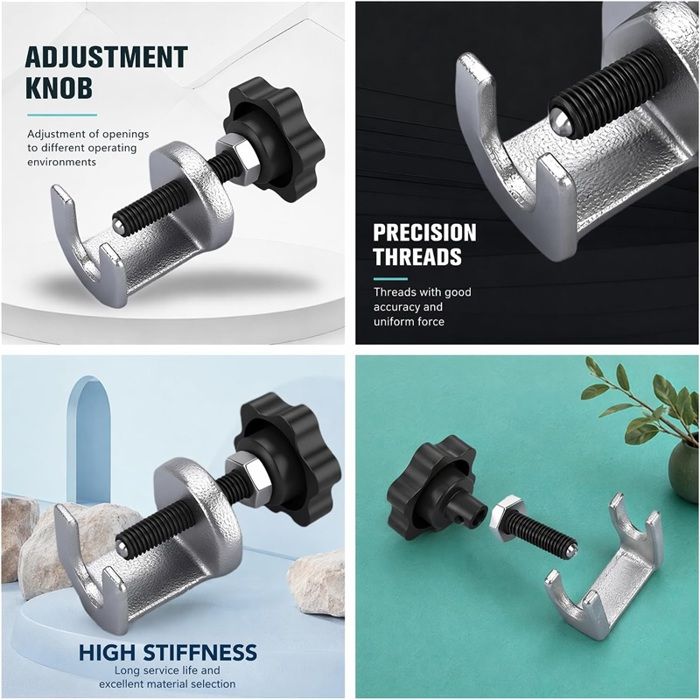 ADJUSTMENT
KNOB
Adjustment of openings
to different operating
environments
PRECISION
THREADS
Threads with good
accuracy and
uniform force
HIGH STIFFNESS
Long service life and
excellent material selection